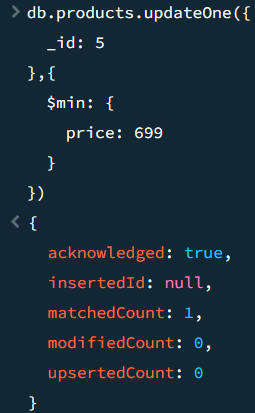 > db.products.updateOne({
    _id: 5
  },{
    $min: {
      price: 699
    }
  })
< {
    acknowledged: true,
    insertedId: null,
    matchedCount: 1,
    modifiedCount: 0,
    upsertedCount: 0
  }